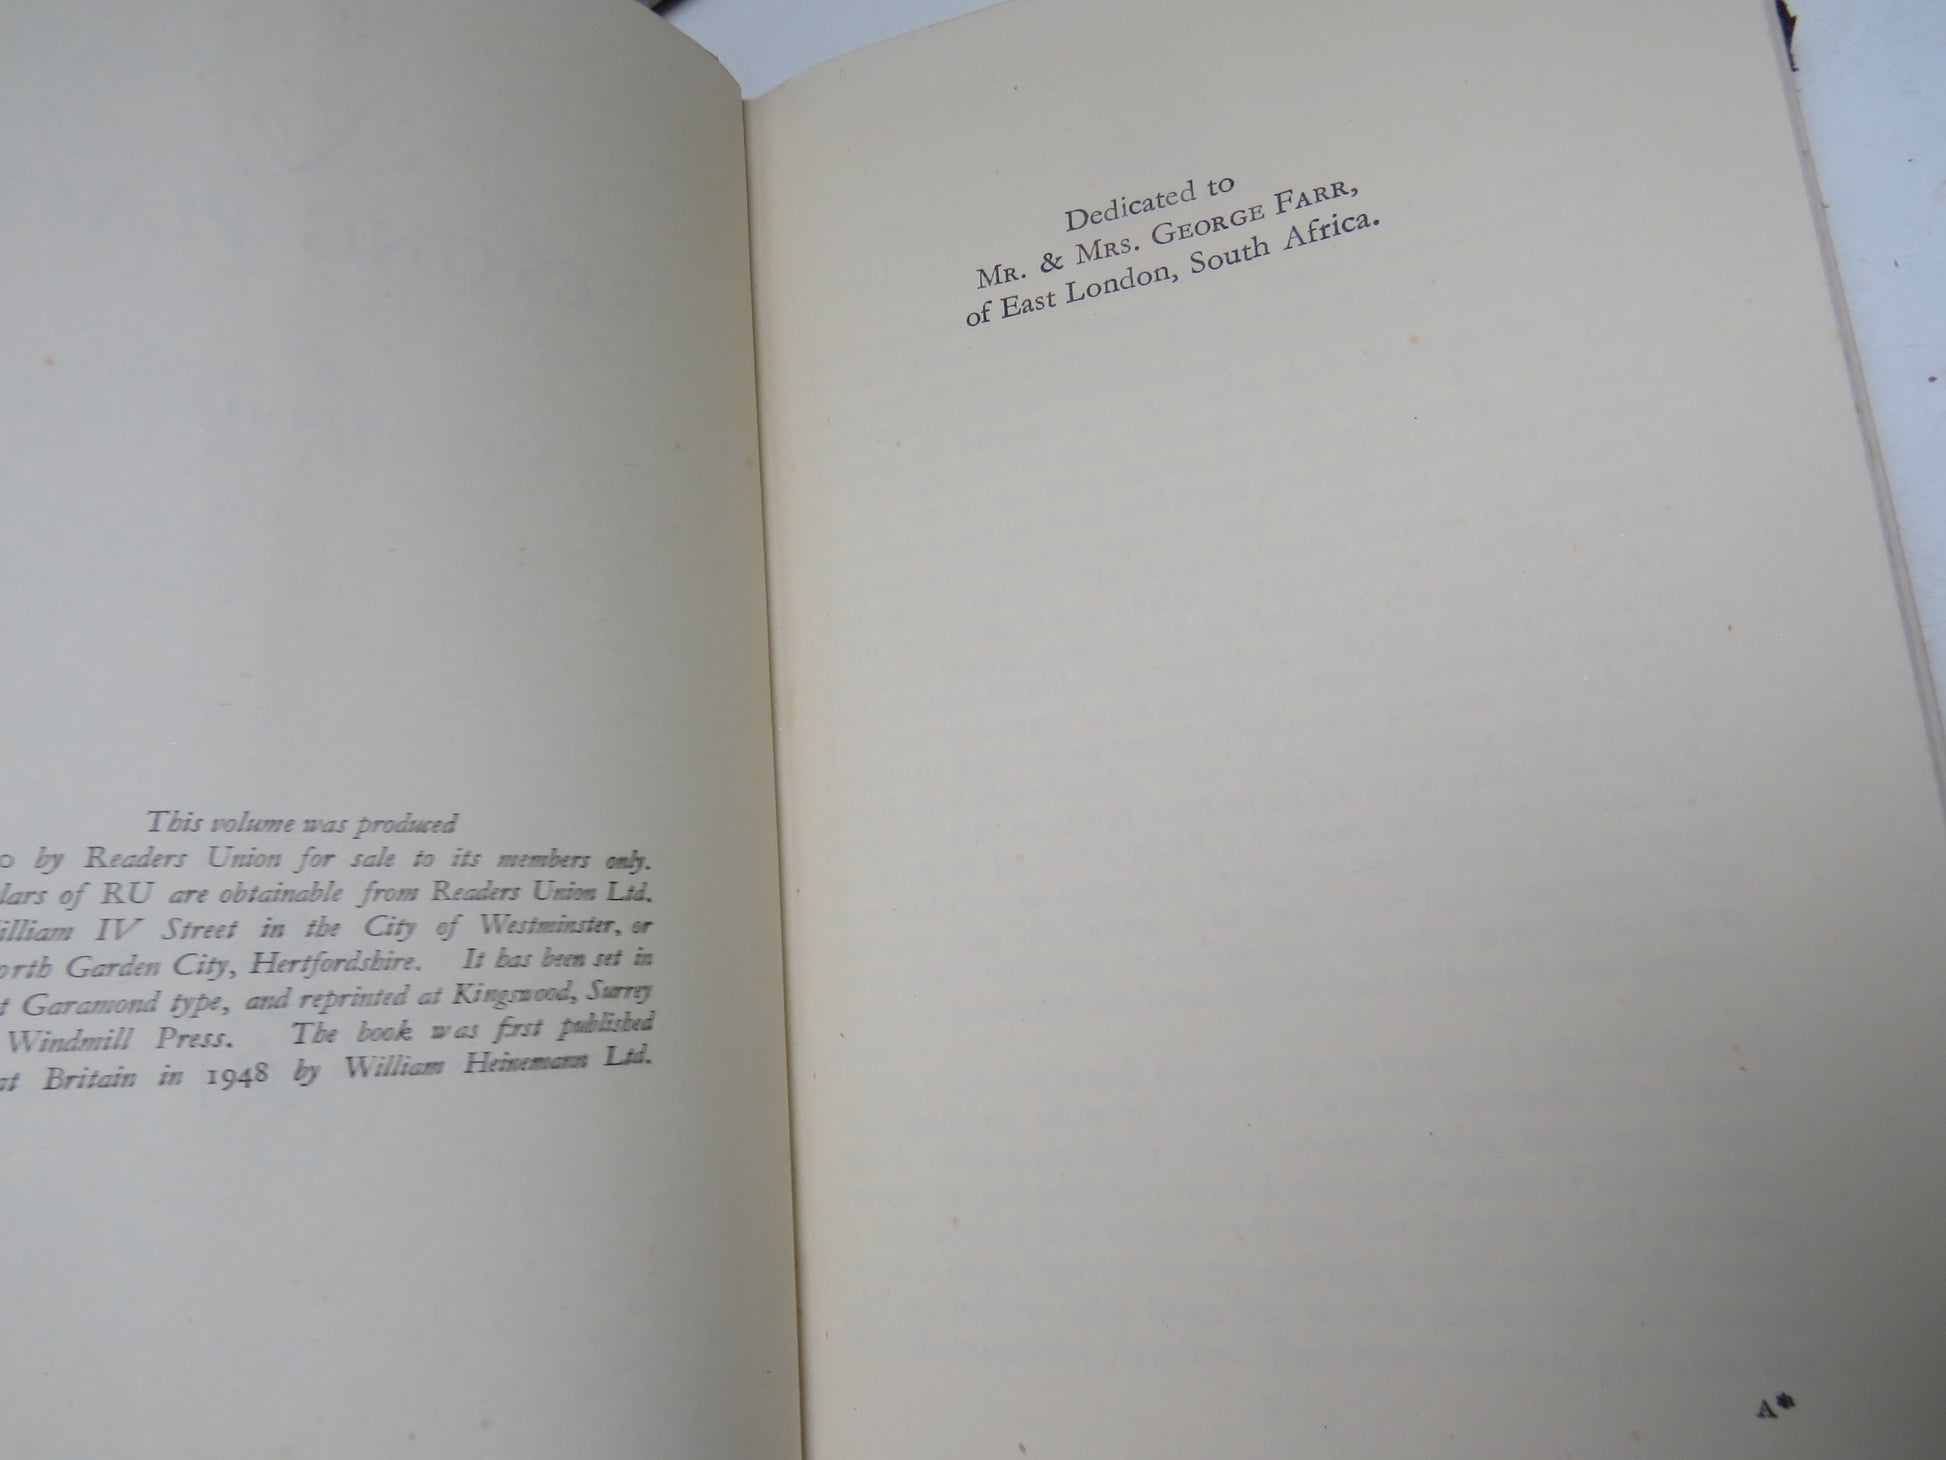 This volume was produced
by Readers Union for sale to its members only.
of RU are obtainable from Readers Union Ltd.
IV Street in the City of Westminster, or
Garden City, Hertfordshire. It has been set in
Garamond type, and reprinted at Kingswood, Surrey
Windmill Press. The book was first published
Britain in 1948 by William Heinemann Ltd.
Dedicated to
Mr. & Mrs. George Farr,
of East London, South Africa.
A*